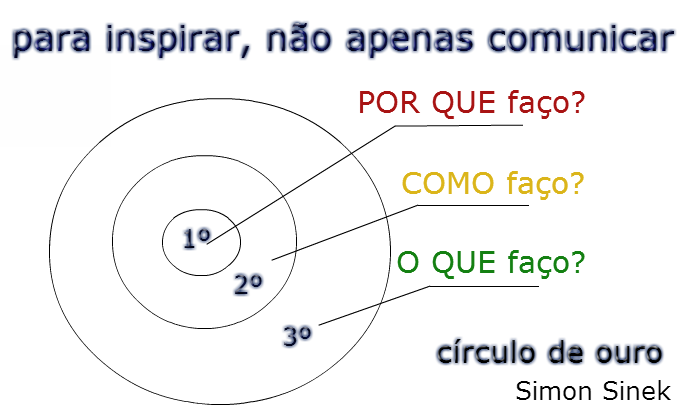 para inspirar, não apenas comunicar
POR QUE faço?
COMO faço?
1º
O QUE faço?
2º
3º
círculo de ouro
Simon Sinek